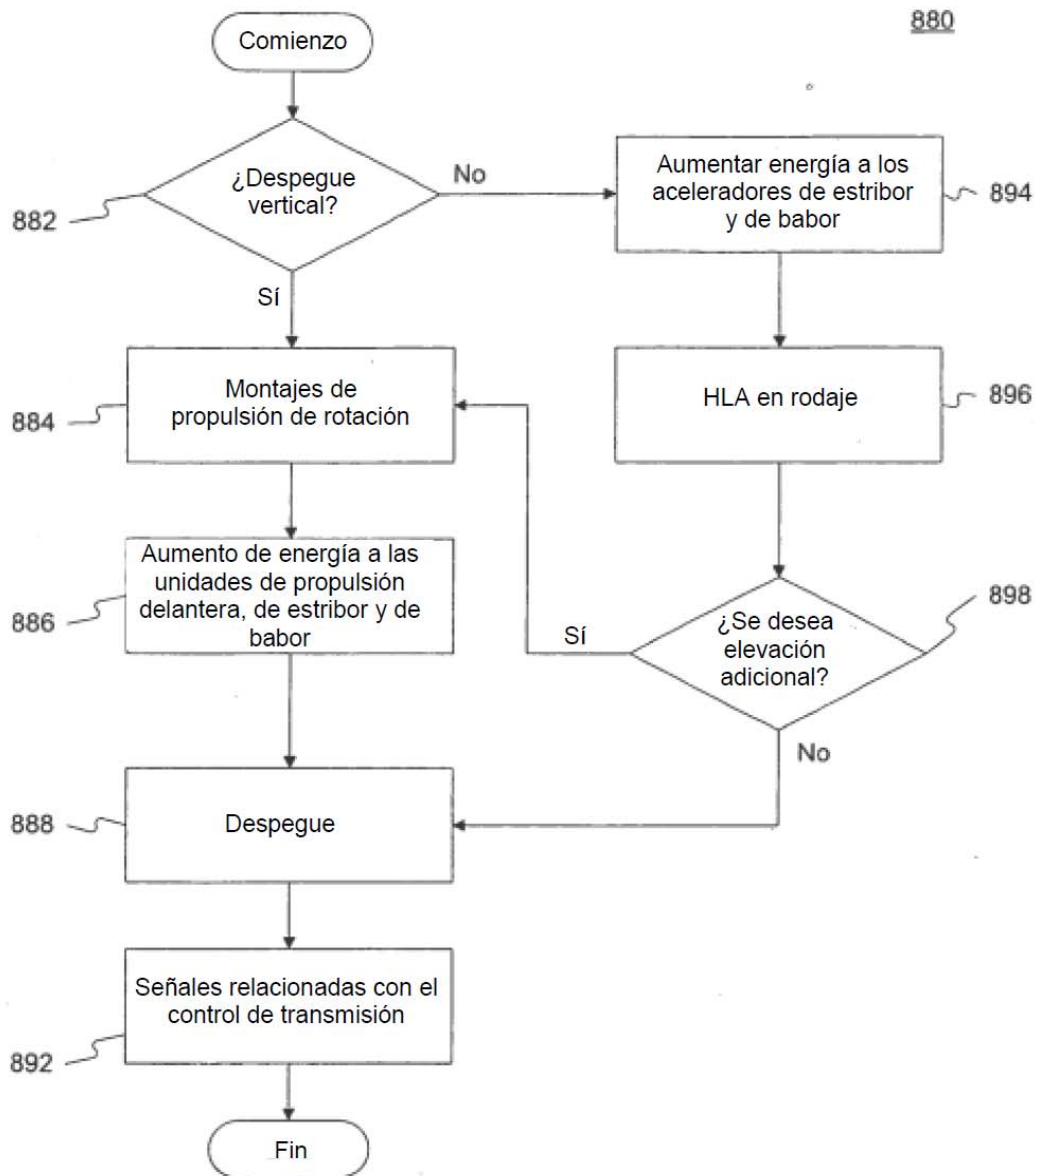 880
Comienzo
¿Despegue
vertical?
882
No
Sí
Aumentar energía a los
aceleradores de estribor
y de babor
894
Montajes de
propulsión de rotación
884
HLA en rodaje
896
Aumento de energía a las
unidades de propulsión
delantera, de estribor y de
babor
886
¿Se desea
elevación
adicional?
898
Sí
No
Despegue
888
Señales relacionadas con el
control de transmisión
892
Fin